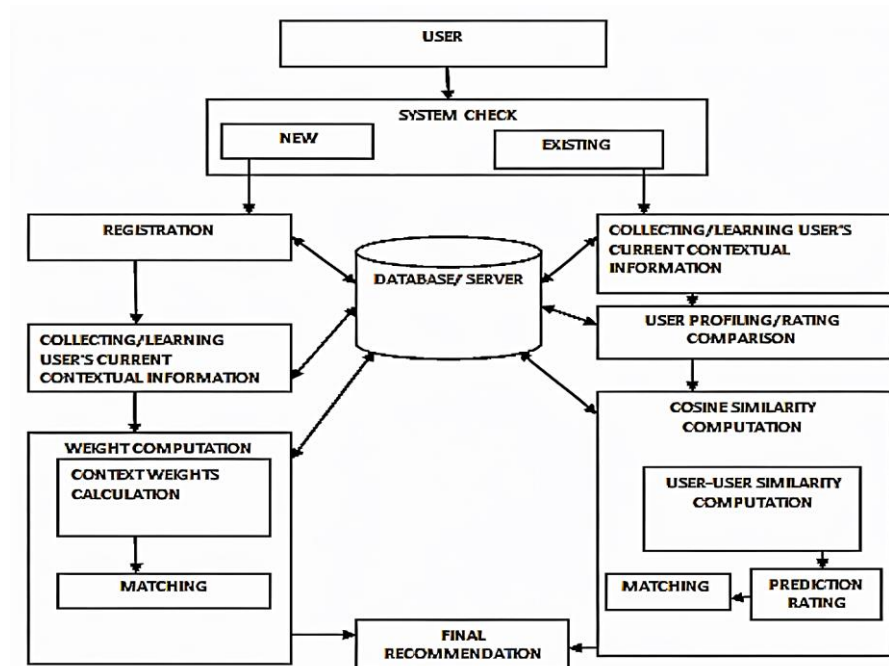 USER
SYSTEM CHECK
NEW
EXISTING
REGISTRATION
DATABASE/ SERVER
COLLECTING/LEARNING USER'S
CURRENT CONTEXTUAL
INFORMATION
USER PROFILING/RATING
COMPARISON
COLLECTING/LEARNING
USER'S CURRENT
CONTEXTUAL INFORMATION
WEIGHT COMPUTATION
CONTEXT WEIGHTS
CALCULATION
MATCHING
COSINE SIMILARITY
COMPUTATION
USER-USER SIMILARITY
COMPUTATION
MATCHING
PREDICTION
RATING
FINAL
RECOMMENDATION